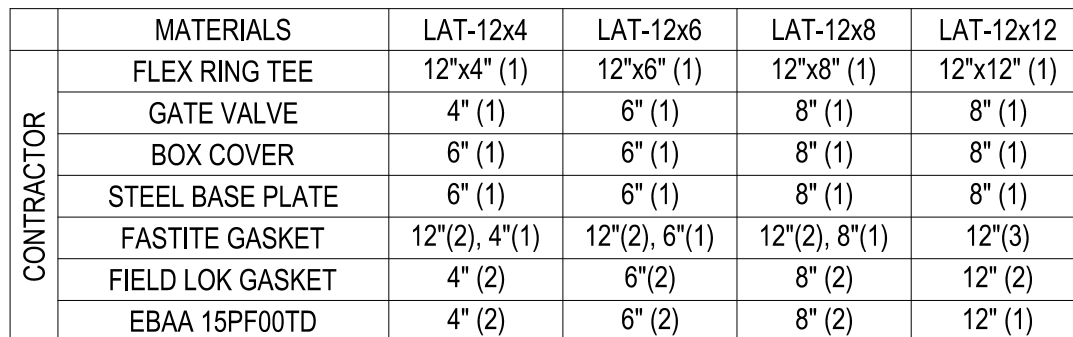 MATERIALS LAT-12x4 LAT-12x6 LAT-12x8 LAT-12x12
CONTRACTOR
FLEX RING TEE 12"x4" (1) 12"x6" (1) 12"x8" (1) 12"x12" (1)
GATE VALVE 4" (1) 6" (1) 8" (1) 8" (1)
BOX COVER 6" (1) 6" (1) 8" (1) 8" (1)
STEEL BASE PLATE 6" (1) 6" (1) 8" (1) 8" (1)
FASTITE GASKET 12"(2), 4"(1) 12"(2), 6"(1) 12"(2), 8"(1) 12"(3)
FIELD LOK GASKET 4" (2) 6"(2) 8" (2) 12" (2)
EBAA 15PF00TD 4" (2) 6" (2) 8" (2) 12" (1)